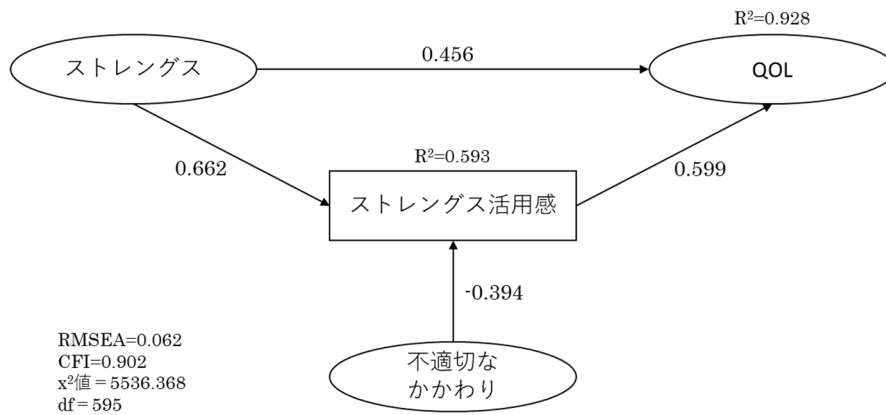 R²=0.928
ストレングス
0.456
QOL
R²=0.593
0.662
0.599
ストレングス活用感
-0.394
不適切な
かかわり
RMSEA=0.062
CFI=0.902
x²値＝5536.368
df＝595